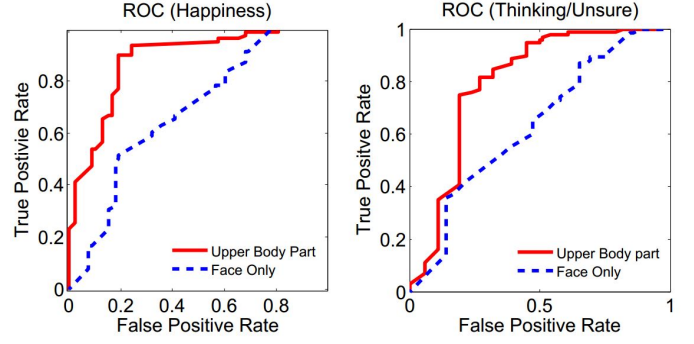 ROC (Happiness)
True Postivie Rate
1
0.8
0.6
0.4
0.2
0
0 0.2 0.4 0.6 0.8
False Positive Rate
Upper Body Part
Face Only
ROC (Thinking/Unsure)
True Positve Rate
1
0.8
0.6
0.4
0.2
0
0 0.5 1
False Positive Rate
Upper Body part
Face Only